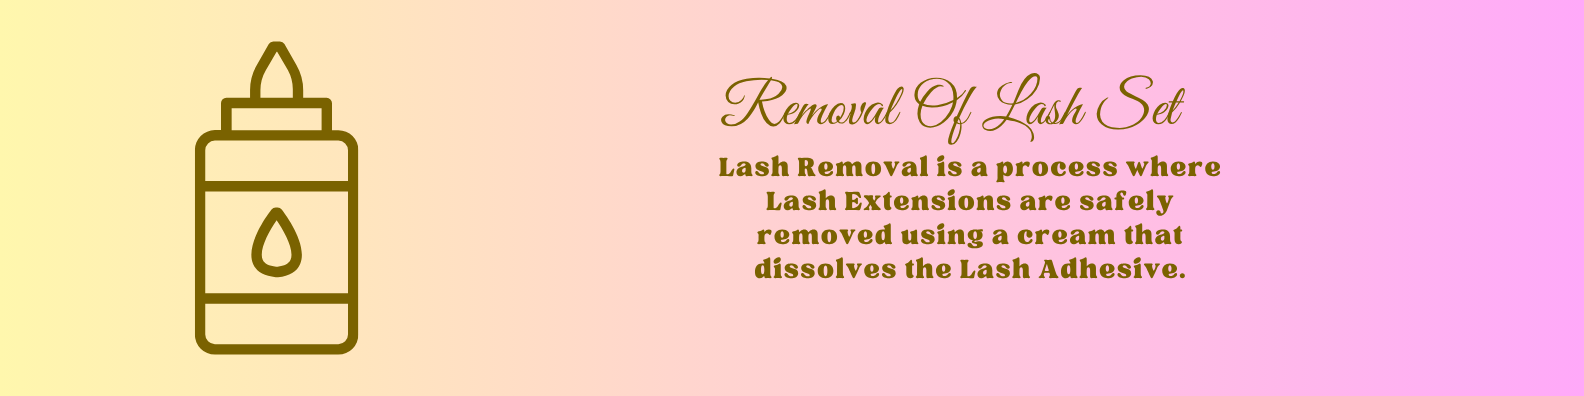 Removal Of Lash Set
Lash Removal is a process where
Lash Extensions are safely
removed using a cream that
dissolves the Lash Adhesive.